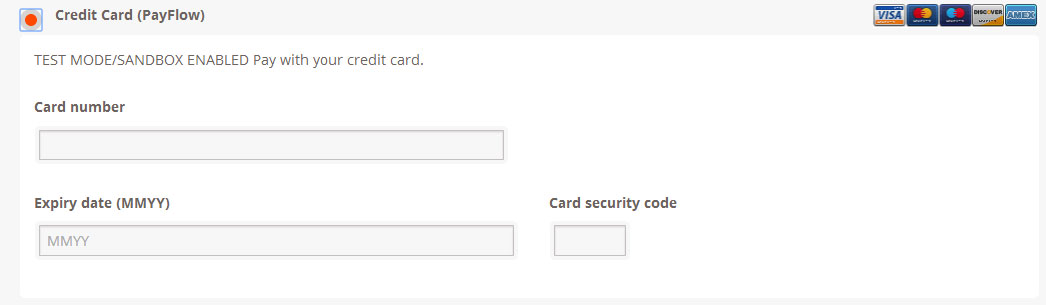 Credit Card (PayFlow) VISA DISCOVER AMEX
TEST MODE/SANDBOX ENABLED Pay with your credit card.
Card number
Expiry date (MMYY) Card security code
MMYY